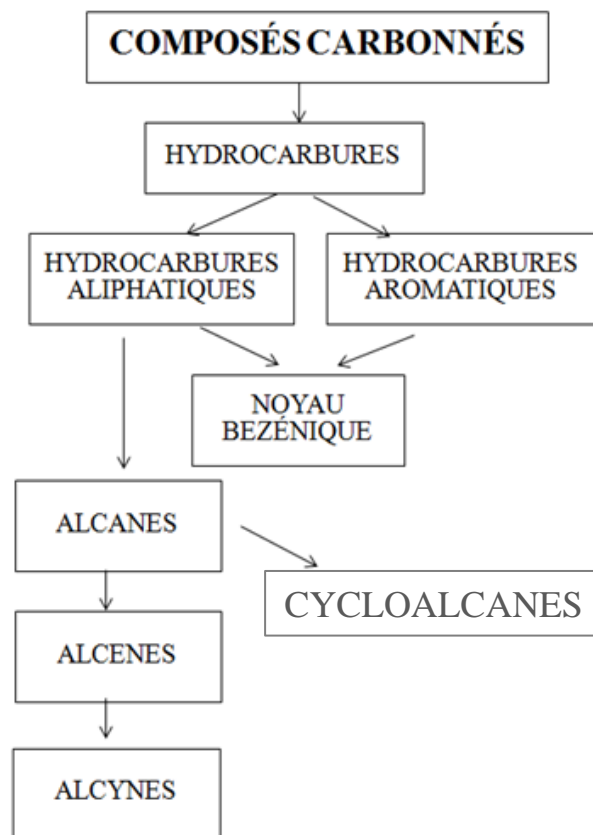 COMPOSÉS CARBONNÉS
HYDROCARBURES
HYDROCARBURES
ALIPHATIQUES
HYDROCARBURES
AROMATIQUES
NOYAU
BEZÉNIQUE
ALCANES
CYCLOALCANES
ALCENES
ALCYNES